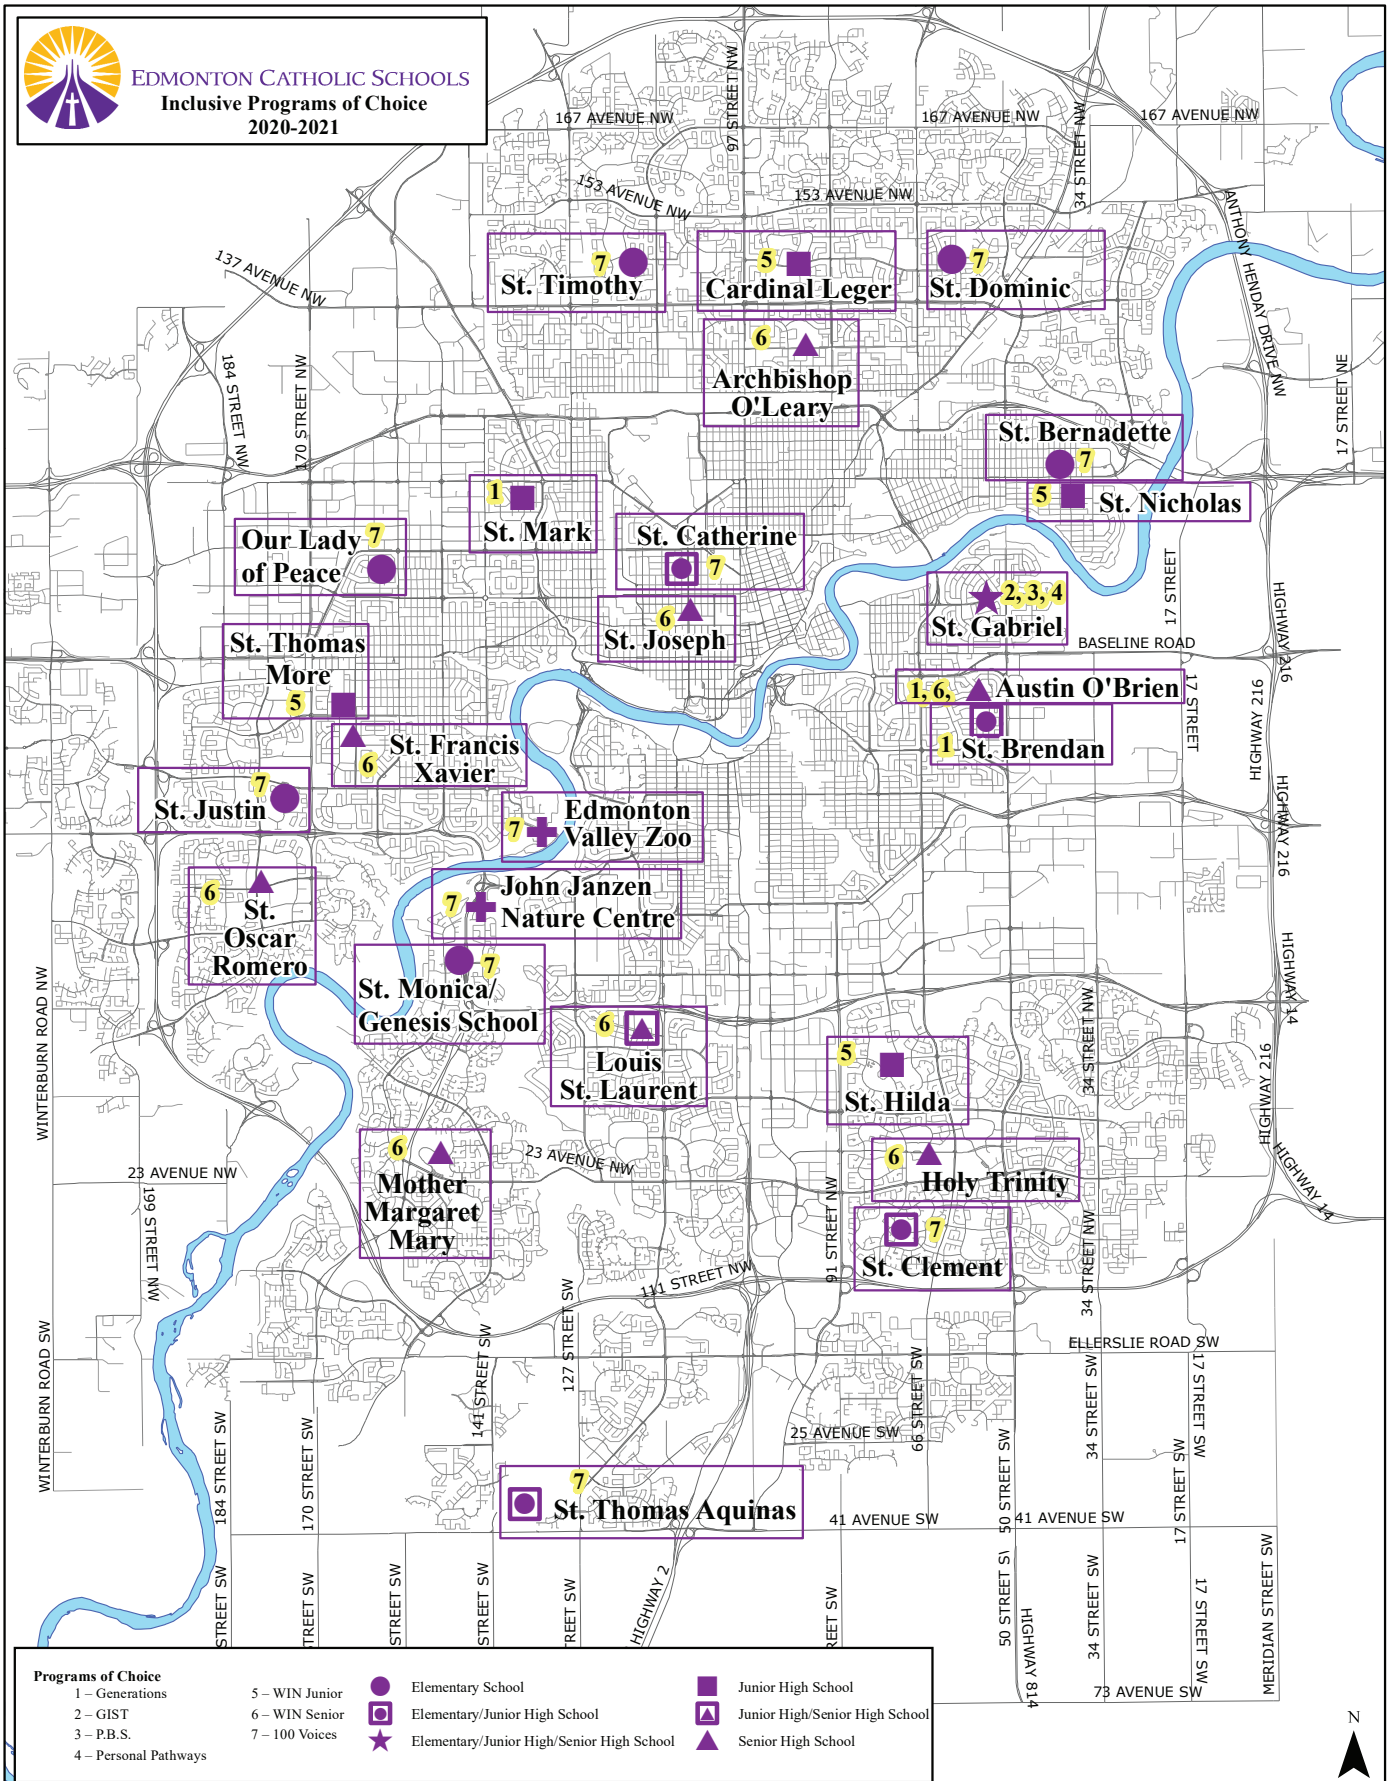 EDMONTON CATHOLIC SCHOOLS
Inclusive Programs of Choice
2020-2021
97 STREET NW
34 STREET NW
167 AVENUE NW
167 AVENUE NW
167 AVENUE NW
153 AVENUE NW
153 AVENUE NW
ANTHONY HENDAY DRIVE NW
137 AVENUE NW
7
St. Timothy
5
Cardinal Leger
7
St. Dominic
6
Archbishop
O'Leary
184 STREET NW
170 STREET NW
17 STREET NE
St. Bernadette
7
5
St. Nicholas
1
St. Mark
Our Lady
of Peace
7
St. Catherine
7
6
St. Joseph
17 STREET
2, 3, 4
St. Gabriel
BASELINE ROAD
HIGHWAY 216
St. Thomas
More
5
1, 6,
Austin O'Brien
17 STREET
HIGHWAY 216
1
St. Brendan
St. Francis
Xavier
6
7
St. Justin
HIGHWAY 216
7
Edmonton
Valley Zoo
7
John Janzen
Nature Centre
6
St.
Oscar
Romero
7
St. Monica/
Genesis School
WINTERBURN ROAD NW
HIGHWAY 14
34 STREET NW
6
Louis
St. Laurent
5
St. Hilda
HIGHWAY 216
6
Mother
Margaret
Mary
23 AVENUE NW
23 AVENUE NW
6
Holy Trinity
HIGHWAY 14
199 STREET NW
91 STREET NW
7
St. Clement
34 STREET NW
111 STREET NW
WINTERBURN ROAD SW
127 STREET SW
141 STREET SW
ELLERSLIE ROAD SW
66 STREET SW
34 STREET SW
17 STREET SW
25 AVENUE SW
184 STREET SW
170 STREET SW
50 STREET SW
17 STREET SW
7
St. Thomas Aquinas
41 AVENUE SW
41 AVENUE SW
STREET SW
TREET SW
STREET SW
STREET SW
REET SW
HIGHWAY 2
REET SW
50 STREET S
HIGHWAY 814
34 STREET SW
17 STREET SW
MERIDIAN STREET SW
73 AVENUE SW
Programs of Choice
1 – Generations
2 – GIST
3 – P.B.S.
4 – Personal Pathways
5 – WIN Junior
6 – WIN Senior
7 – 100 Voices
Elementary School
Elementary/Junior High School
Elementary/Junior High/Senior High School
Junior High School
Junior High/Senior High School
Senior High School
N